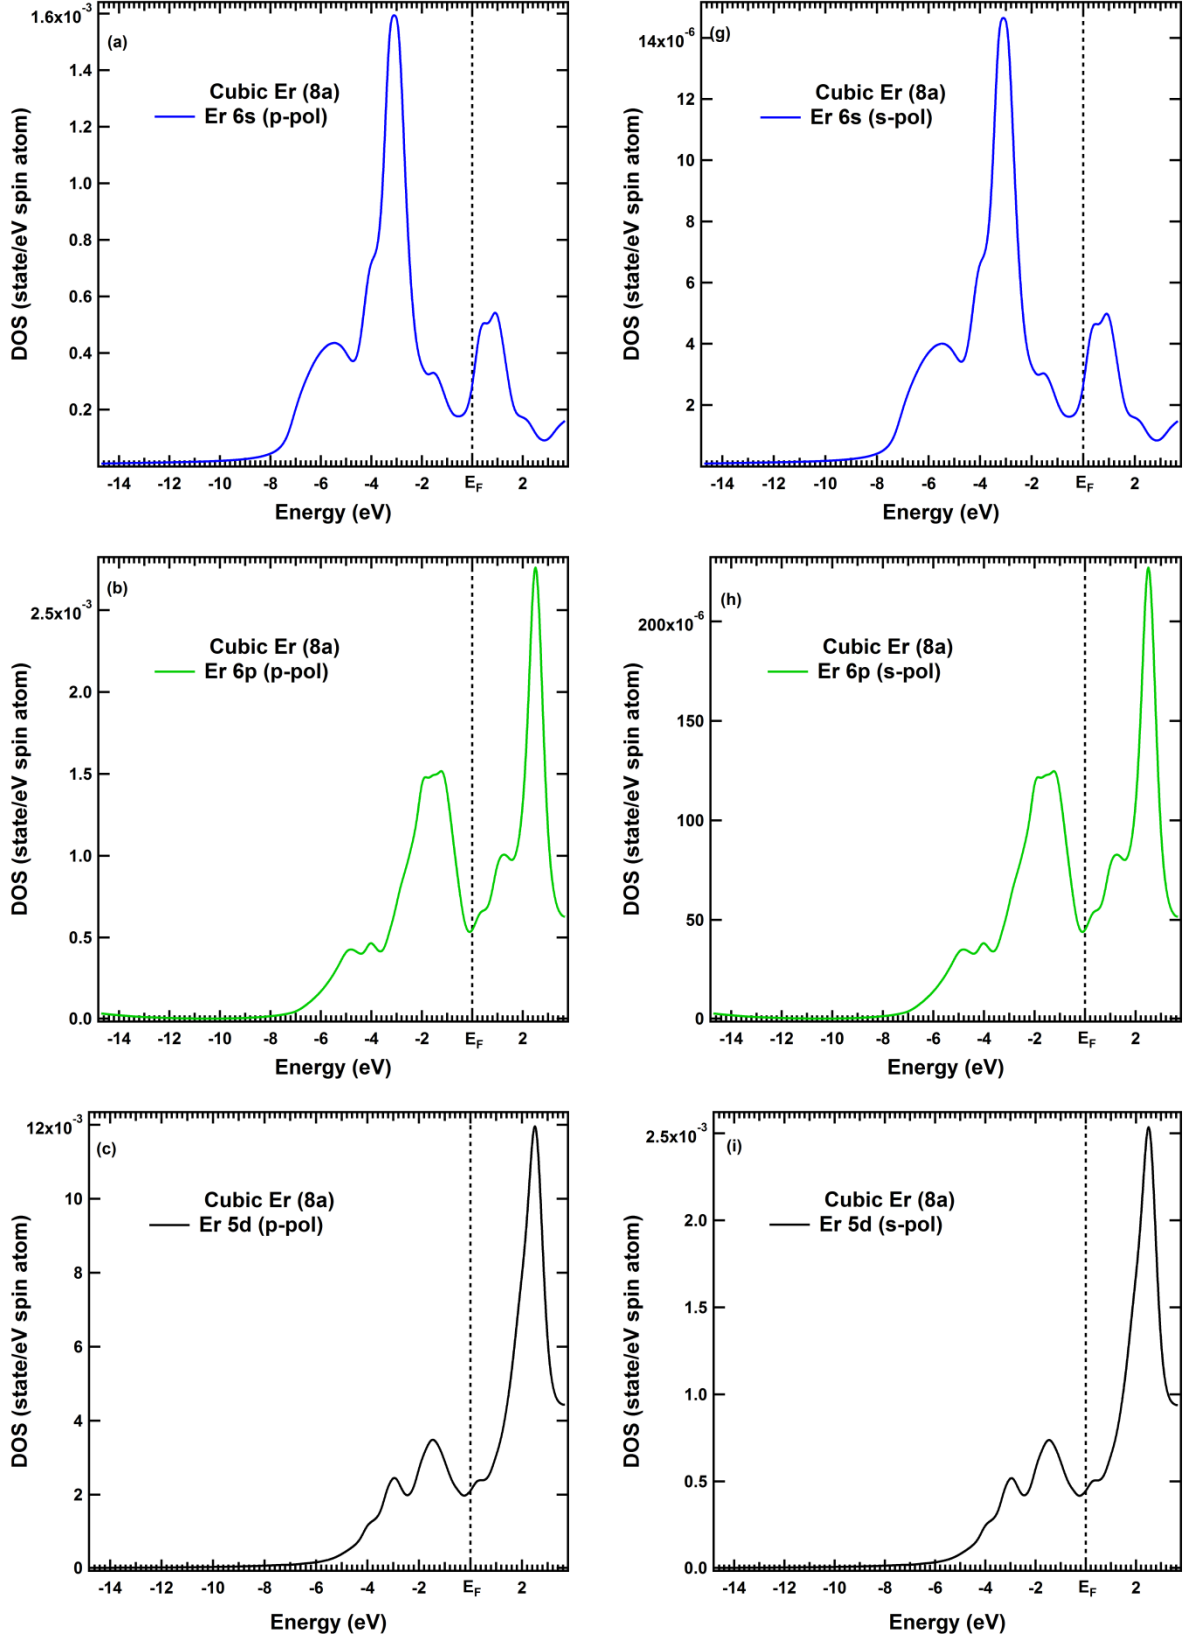 (a)
1.6x10-3
1.4
1.2
1.0
0.8
0.6
0.4
0.2
DOS (state/eV spin atom)
Cubic Er (8a)
Er 6s (p-pol)
-14 -12 -10 -8 -6 -4 -2 EF 2
Energy (eV)
(g)
14x10-6
12
10
8
6
4
2
DOS (state/eV spin atom)
Cubic Er (8a)
Er 6s (s-pol)
-14 -12 -10 -8 -6 -4 -2 EF 2
Energy (eV)
(b)
2.5x10-3
2.0
1.5
1.0
0.5
0.0
DOS (state/eV spin atom)
Cubic Er (8a)
Er 6p (p-pol)
-14 -12 -10 -8 -6 -4 -2 EF 2
Energy (eV)
(h)
200x10-6
150
100
50
0
DOS (state/eV spin atom)
Cubic Er (8a)
Er 6p (s-pol)
-14 -12 -10 -8 -6 -4 -2 EF 2
Energy (eV)
(c)
12x10-3
10
8
6
4
2
0
DOS (state/eV spin atom)
Cubic Er (8a)
Er 5d (p-pol)
-14 -12 -10 -8 -6 -4 -2 EF 2
Energy (eV)
(i)
2.5x10-3
2.0
1.5
1.0
0.5
0.0
DOS (state/eV spin atom)
Cubic Er (8a)
Er 5d (s-pol)
-14 -12 -10 -8 -6 -4 -2 EF 2
Energy (eV)